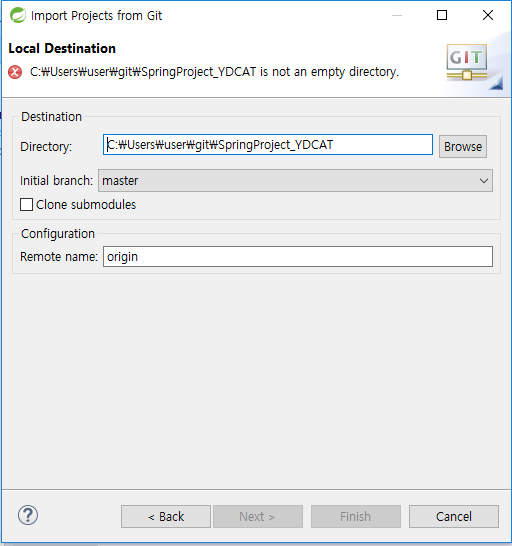 Import Projects from Git
Local Destination
C:₩Users₩user₩git₩SpringProject_YDCAT is not an empty directory.
GIT
Destination
Directory: C:₩Users₩user₩git₩SpringProject_YDCAT Browse
Initial branch: master
Clone submodules
Configuration
Remote name: origin
?
< Back Next > Finish Cancel